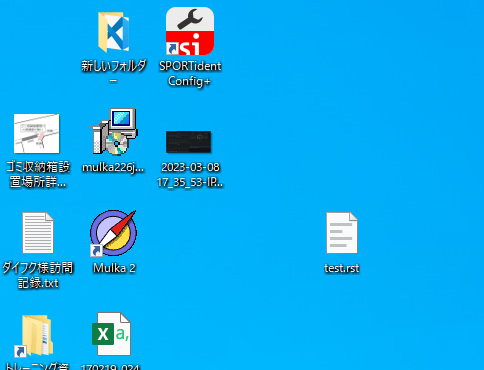 si
新しいフォルダ
ー
SPORTident
Config+
ゴミ収納箱設
置場所詳...
mulka226j...
2023-03-08
17_35_53-IP...
ダイフク様訪問
記録.txt
Mulka 2
test.rst
X a,
トレーニング資
170219_024